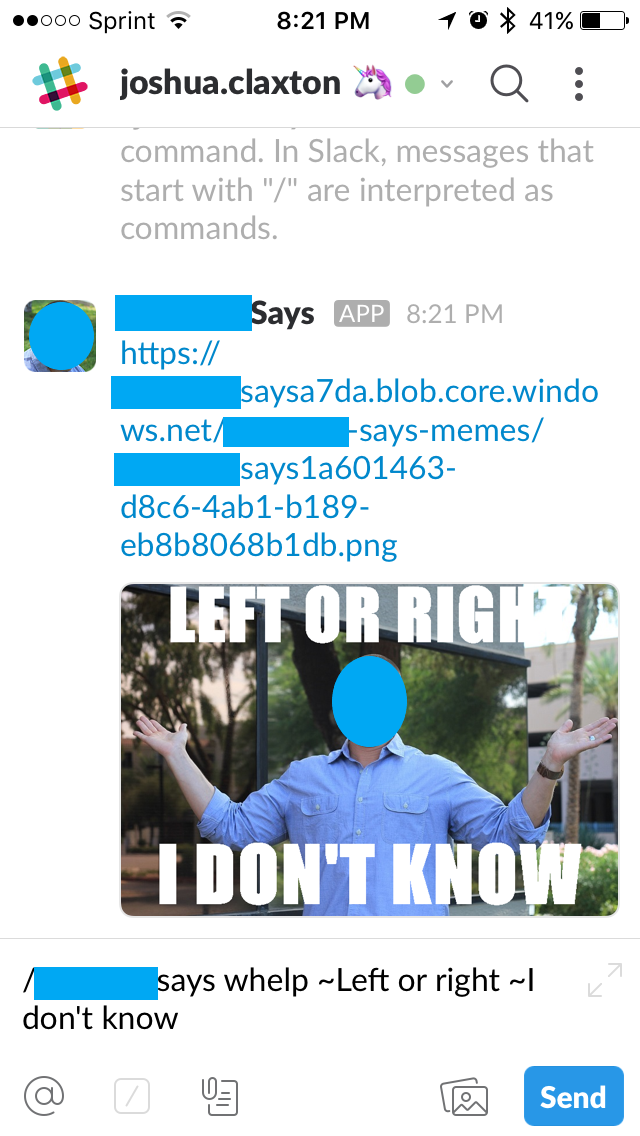 Sprint 8:21 PM 41%
joshua.claxton
command. In Slack, messages that
start with "/" are interpreted as
commands.
Says APP 8:21 PM
https://
saysa7da.blob.core.windo
ws.net/ -says-memes/
says1a601463-
d8c6-4ab1-b189-
eb8b8068b1db.png
LEFT OR RIGHT
I DON'T KNOW
/ says whelp ~Left or right ~I
don't know
Send